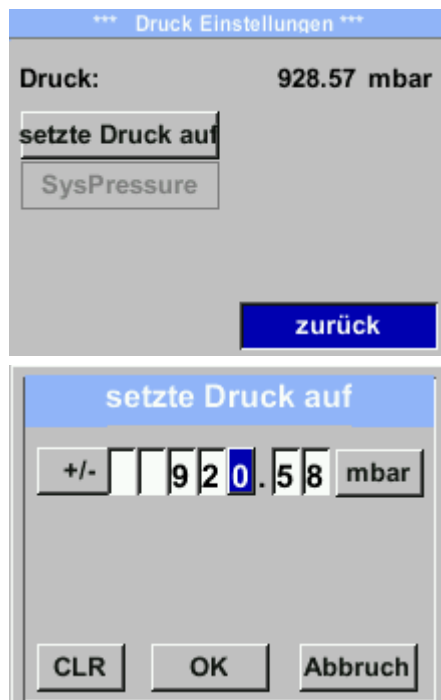 *** Druck Einstellungen ***
Druck: 928.57 mbar
setzte Druck auf
SysPressure
zurück
setzte Druck auf
+/- 920.58 mbar
CLR OK Abbruch